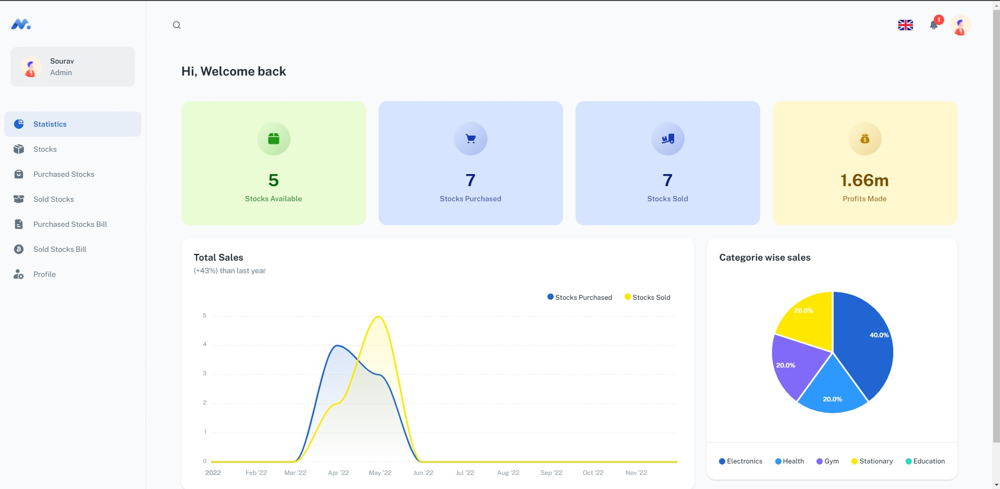 1
Sourav
Admin
Hi, Welcome back
Statistics
Stocks
Purchased Stocks
Sold Stocks
Purchased Stocks Bill
Sold Stocks Bill
Profile
5
Stocks Available
7
Stocks Purchased
7
Stocks Sold
1.66m
Profits Made
Total Sales
(+43%) than last year
Stocks Purchased Stocks Sold
5
4
3
2
1
0
2022 Feb '22 Mar '22 Apr '22 May '22 Jun '22 Jul '22 Aug '22 Sep '22 Oct '22 Nov '22
Categorie wise sales
20.0%
40.0%
20.0%
20.0%
Electronics Health Gym Stationary Education